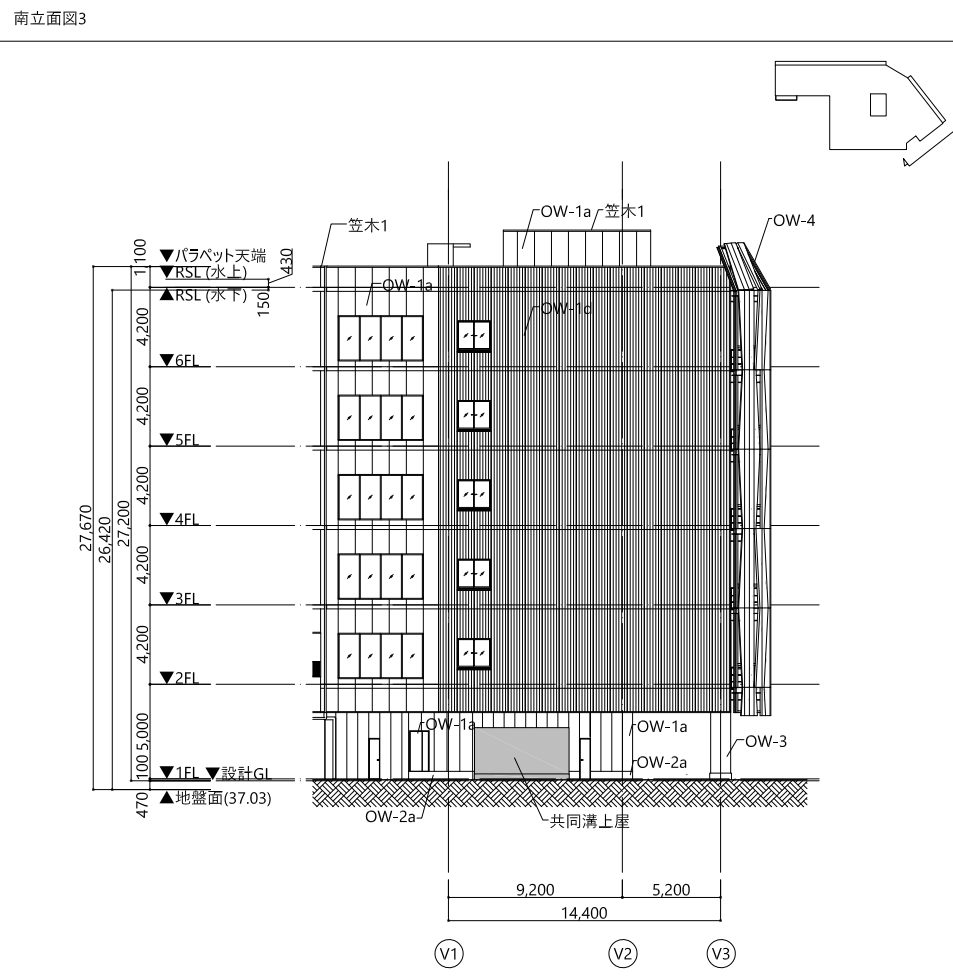 南立面図3
OW-1a
笠木1
OW-4
笠木1
1,100
▼パラペット天端
430
▼RSL (水上)
OW-1a
▲RSL (水下)
150
OW-1d
4,200
▼6FL
4,200
▼5FL
4,200
▼4FL
27,670
26,420
27,200
4,200
▼3FL
4,200
▼2FL
5,000
OW-1a
OW-1a
OW-3
OW-2a
100
▼1FL
▼設計GL
470
▲地盤面(37.03)
OW-2a
共同溝上屋
9,200
5,200
14,400
V1
V2
V3